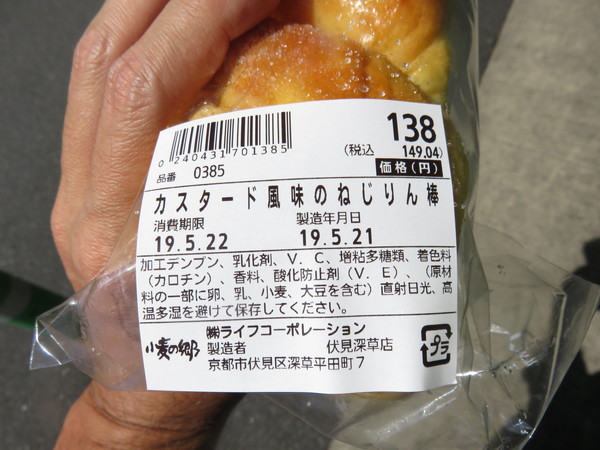 138
(税込 149.04)
価格(円)
0 240431 701385
品番 0385
カスタード風味のねじりん棒
消費期限 製造年月日
19.5.22 19.5.21
加工デンプン、乳化剤、V.C、増粘多糖類、着色料
(カロチン)、香料、酸化防止剤(V.E)、(原材
料の一部に卵、乳、小麦、大豆を含む)直射日光、高
温多湿を避けて保存してください。
㈱ライフコーポレーション
小麦の郷 製造者 伏見深草店
京都市伏見区深草平田町7
プラ